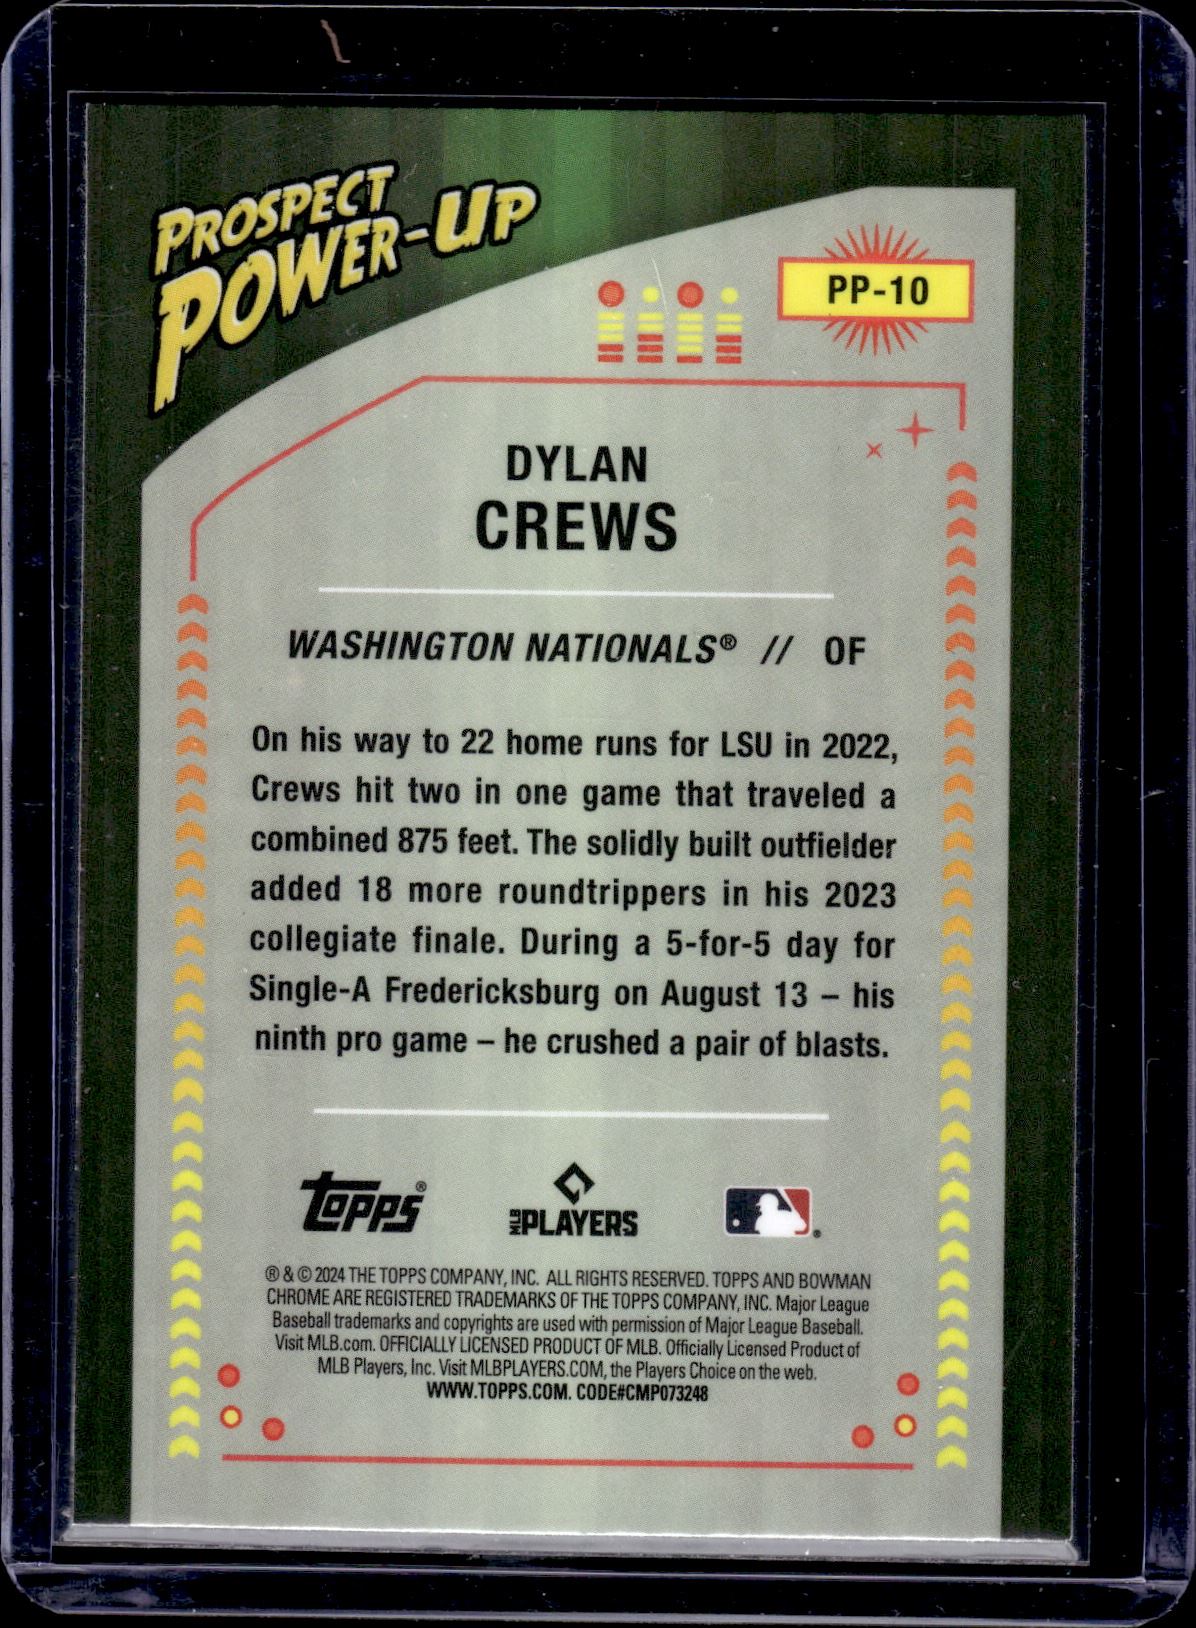 PROSPECT
POWER-UP
PP-10
DYLAN
CREWS
WASHINGTON NATIONALS® // OF
On his way to 22 home runs for LSU in 2022,
Crews hit two in one game that traveled a
combined 875 feet. The solidly built outfielder
added 18 more roundtrippers in his 2023
collegiate finale. During a 5-for-5 day for
Single-A Fredericksburg on August 13 – his
ninth pro game – he crushed a pair of blasts.
topps®
MLB PLAYERS
®
® & © 2024 THE TOPPS COMPANY, INC. ALL RIGHTS RESERVED. TOPPS AND BOWMAN
CHROME ARE REGISTERED TRADEMARKS OF THE TOPPS COMPANY, INC. Major League
Baseball trademarks and copyrights are used with permission of Major League Baseball.
Visit MLB.com. OFFICIALLY LICENSED PRODUCT OF MLB. Officially Licensed Product of
MLB Players, Inc. Visit MLBPLAYERS.COM, the Players Choice on the web.
WWW.TOPPS.COM. CODE#CMP073248